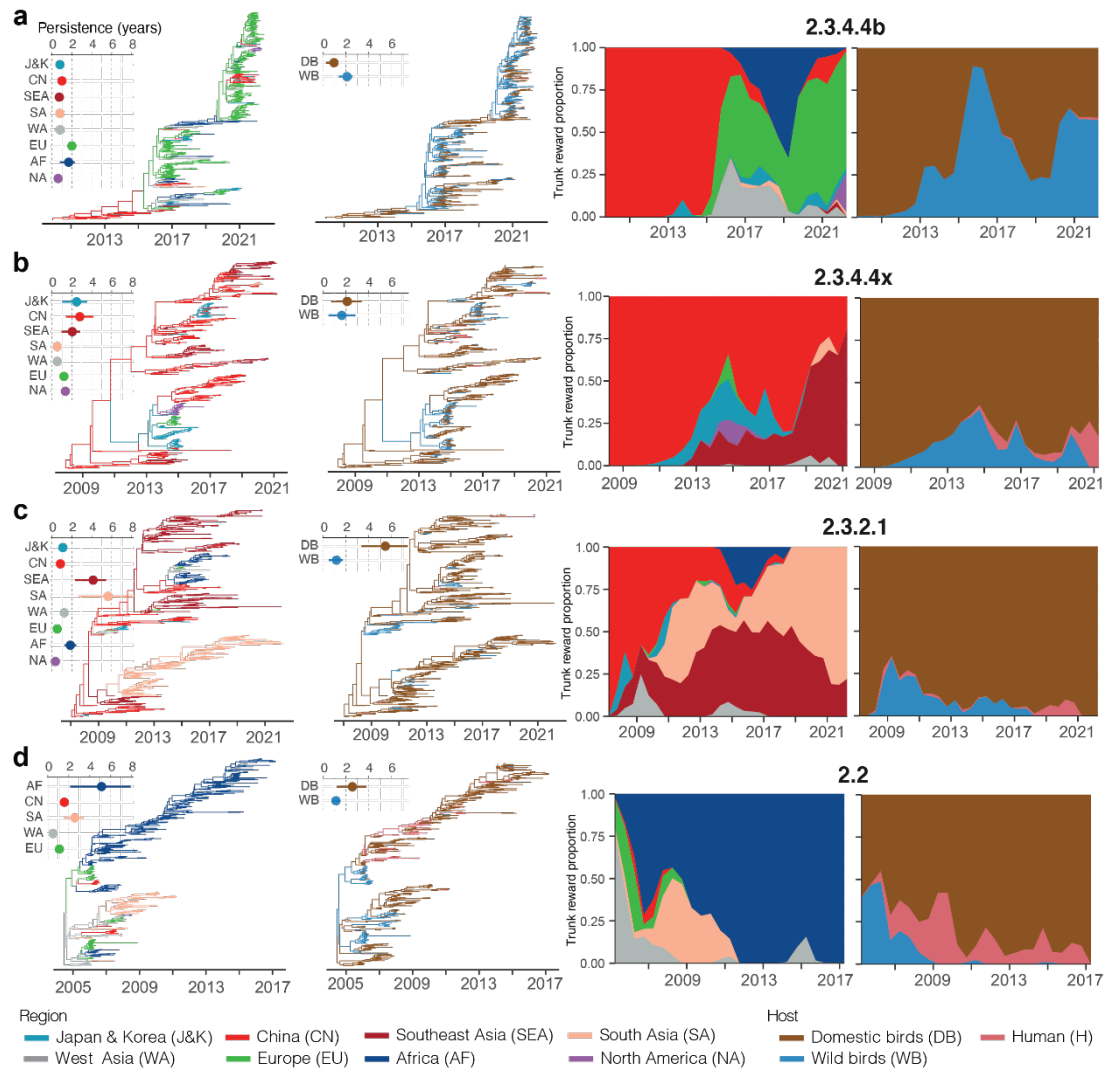 a
Persistence (years)
0 2 4 6 8
J&K
CN
SEA
SA
WA
EU
AF
NA
2013 2017 2021
0 2 4 6
DB
WB
2013 2017 2021
2.3.4.4b
Trunk reward proportion
1.00
0.75
0.50
0.25
0.00
2013 2017 2021
2013 2017 2021
b
0 2 4 6 8
J&K
CN
SEA
SA
WA
EU
NA
2009 2013 2017 2021
0 2 4 6
DB
WB
2009 2013 2017 2021
2.3.4.4x
Trunk reward proportion
1.00
0.75
0.50
0.25
0.00
2009 2013 2017 2021
2009 2013 2017 2021
c
0 2 4 6 8
J&K
CN
SEA
SA
WA
EU
AF
NA
2009 2013 2017 2021
0 2 4 6
DB
WB
2009 2013 2017 2021
2.3.2.1
Trunk reward proportion
1.00
0.75
0.50
0.25
0.00
2009 2013 2017 2021
2009 2013 2017 2021
d
0 2 4 6 8
AF
CN
SA
WA
EU
2005 2009 2013 2017
0 2 4 6
DB
WB
2005 2009 2013 2017
2.2
Trunk reward proportion
1.00
0.75
0.50
0.25
0.00
2009 2013 2017
2009 2013 2017
Region
Japan & Korea (J&K) China (CN) Southeast Asia (SEA) South Asia (SA)
West Asia (WA) Europe (EU) Africa (AF) North America (NA)
Host
Domestic birds (DB) Human (H)
Wild birds (WB)